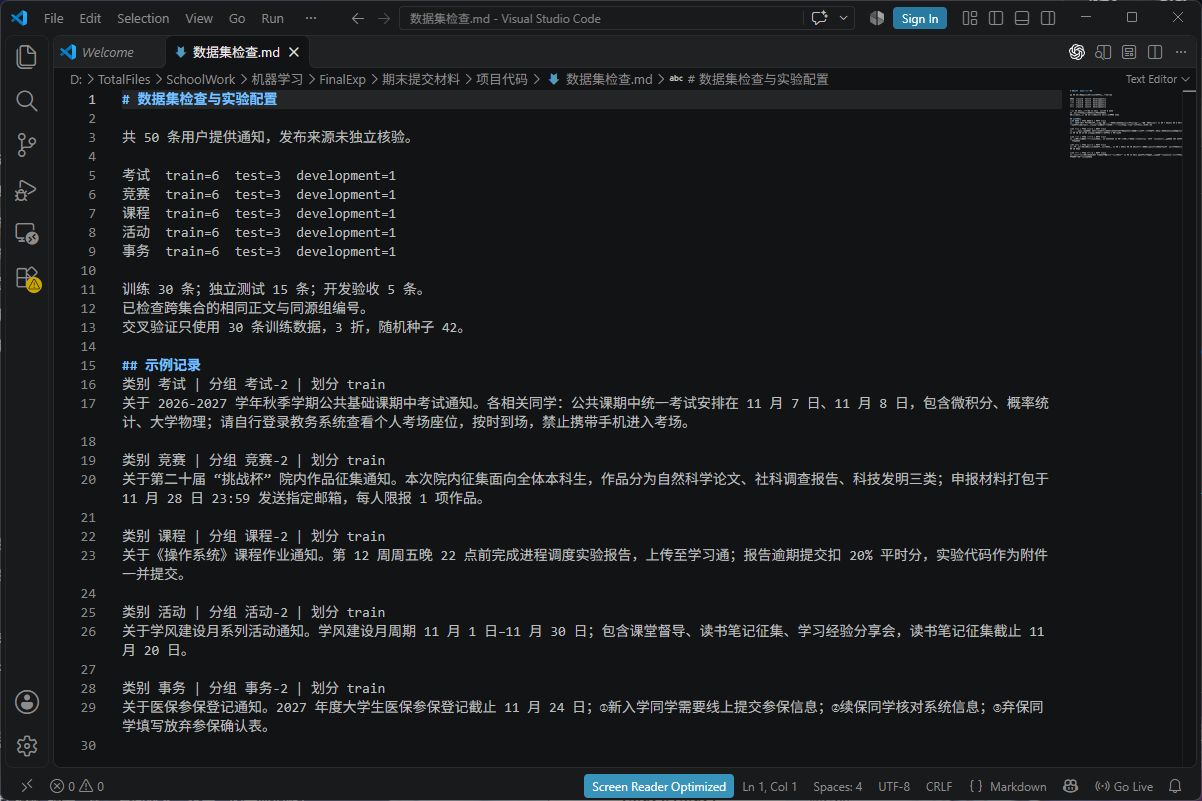 File Edit Selection View Go Run ··· 数据集检查.md - Visual Studio Code Sign In
Welcome 数据集检查.md
D: > TotalFiles > SchoolWork > 机器学习 > FinalExp > 期末提交材料 > 项目代码 > 数据集检查.md > abc # 数据集检查与实验配置 Text Editor
1 # 数据集检查与实验配置
2
3 共 50 条用户提供通知，发布来源未独立核验。
4
5 考试 train=6 test=3 development=1
6 竞赛 train=6 test=3 development=1
7 课程 train=6 test=3 development=1
8 活动 train=6 test=3 development=1
9 事务 train=6 test=3 development=1
10
11 训练 30 条；独立测试 15 条；开发验收 5 条。
12 已检查跨集合的相同正文与同源组编号。
13 交叉验证只使用 30 条训练数据，3 折，随机种子 42。
14
15 ## 示例记录
16 类别 考试 | 分组 考试-2 | 划分 train
17 关于 2026-2027 学年秋季学期公共基础课期中考试通知。各相关同学：公共课期中统一考试安排在 11 月 7 日、11 月 8 日，包含微积分、概率统
计、大学物理；请自行登录教务系统查看个人考场座位，按时到场，禁止携带手机进入考场。
18
19 类别 竞赛 | 分组 竞赛-2 | 划分 train
20 关于第二十届 “挑战杯” 院内作品征集通知。本次院内征集面向全体本科生，作品分为自然科学论文、社科调查报告、科技发明三类；申报材料打包于
11 月 28 日 23:59 发送指定邮箱，每人限报 1 项作品。
21
22 类别 课程 | 分组 课程-2 | 划分 train
23 关于《操作系统》课程作业通知。第 12 周周五晚 22 点前完成进程调度实验报告，上传至学习通；报告逾期提交扣 20% 平时分，实验代码作为附件
一并提交。
24
25 类别 活动 | 分组 活动-2 | 划分 train
26 关于学风建设月系列活动通知。学风建设月周期 11 月 1 日—11 月 30 日；包含课堂督导、读书笔记征集、学习经验分享会，读书笔记征集截止 11
月 20 日。
27
28 类别 事务 | 分组 事务-2 | 划分 train
29 关于医保参保登记通知。2027 年度大学生医保参保登记截止 11 月 24 日；①新入学同学需要线上提交参保信息；②续保同学核对系统信息；③弃保同
学填写放弃参保确认表。
30
0 0 Screen Reader Optimized Ln 1, Col 1 Spaces: 4 UTF-8 CRLF {} Markdown Go Live